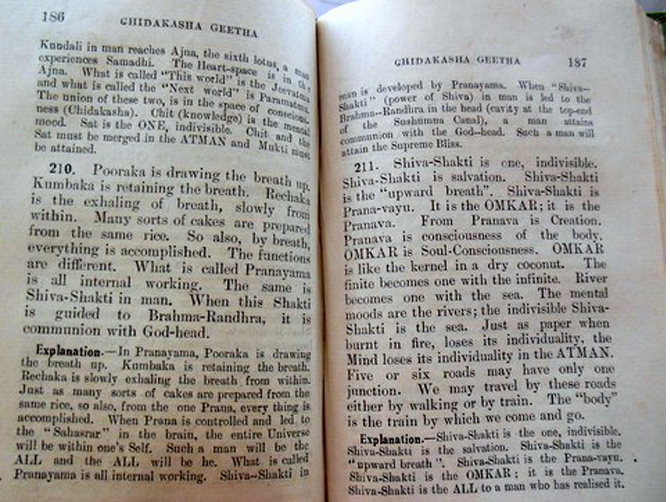 186 CHIDAKASHA GEETHA
Kundali in man reaches Ajna, the sixth lotus, a man
experiences Samadhi. The Heart-space is in the
Ajna. What is called "This world" is the Jeevatma
and what is called the "Next world" is Paramatma.
The union of these two, is in the space of conscious-
ness (Chidakasha). Chit (knowledge) is the mental
mood. Sat is the ONE, indivisible. Chit and the
Sat must be merged in the ATMAN and Mukti must
be attained.
210. Pooraka is drawing the breath up.
Kumbaka is retaining the breath. Rechaka
is the exhaling of breath, slowly from
within. Many sorts of cakes are prepared
from the same rice. So also, by breath,
everything is accomplished. The functions
are different. What is called Pranayama
is all internal working. The same is
Shiva-Shakti in man. When this Shakti
is guided to Brahma-Randhra, it is
communion with God-head.
Explanation.—In Pranayama, Pooraka is drawing
the breath up. Kumbaka is retaining the breath.
Rechaka is slowly exhaling the breath from within.
Just as many sorts of cakes are prepared from the
same rice, so also, from the one Prana, every thing is
accomplished. When Prana is controlled and led to
the "Sahasrar" in the brain, the entire Universe
will be within one's Self. Such a man will be the
ALL and the ALL will be he. What is called
Pranayama is all internal working. Shiva-Shakti in
CHIDAKASHA GEETHA 187
man is developed by Pranayama. When "Shiva-
Shakti" (power of Shiva) in man is led to the
Brahma-Randhra in the head (cavity at the top-end
of the Sushumna Canal), a man attains
communion with the God-head. Such a man will
attain the Supreme Bliss.
211. Shiva-Shakti is one, indivisible.
Shiva-Shakti is salvation. Shiva-Shakti
is the "upward breath". Shiva-Shakti is
Prana-vayu. It is the OMKAR; it is the
Pranava. From Pranava is Creation.
Pranava is consciousness of the body.
OMKAR is Soul-Consciousness. OMKAR
is like the kernel in a dry coconut. The
finite becomes one with the infinite. River
becomes one with the sea. The mental
moods are the rivers; the indivisible Shiva-
Shakti is the sea. Just as paper when
burnt in fire, loses its individuality, the
Mind loses its individuality in the ATMAN.
Five or six roads may have only one
junction. We may travel by these roads
either by walking or by train. The "body"
is the train by which we come and go.
Explanation.—Shiva-Shakti is the one, indivisible.
Shiva-Shakti is the salvation. Shiva-Shakti is the
"upward breath". Shiva-Shakti is the Prana-vayu.
Shiva-Shakti is the OMKAR; it is the Pranava.
Shiva-Shakti is the ALL to a man who has realised it.